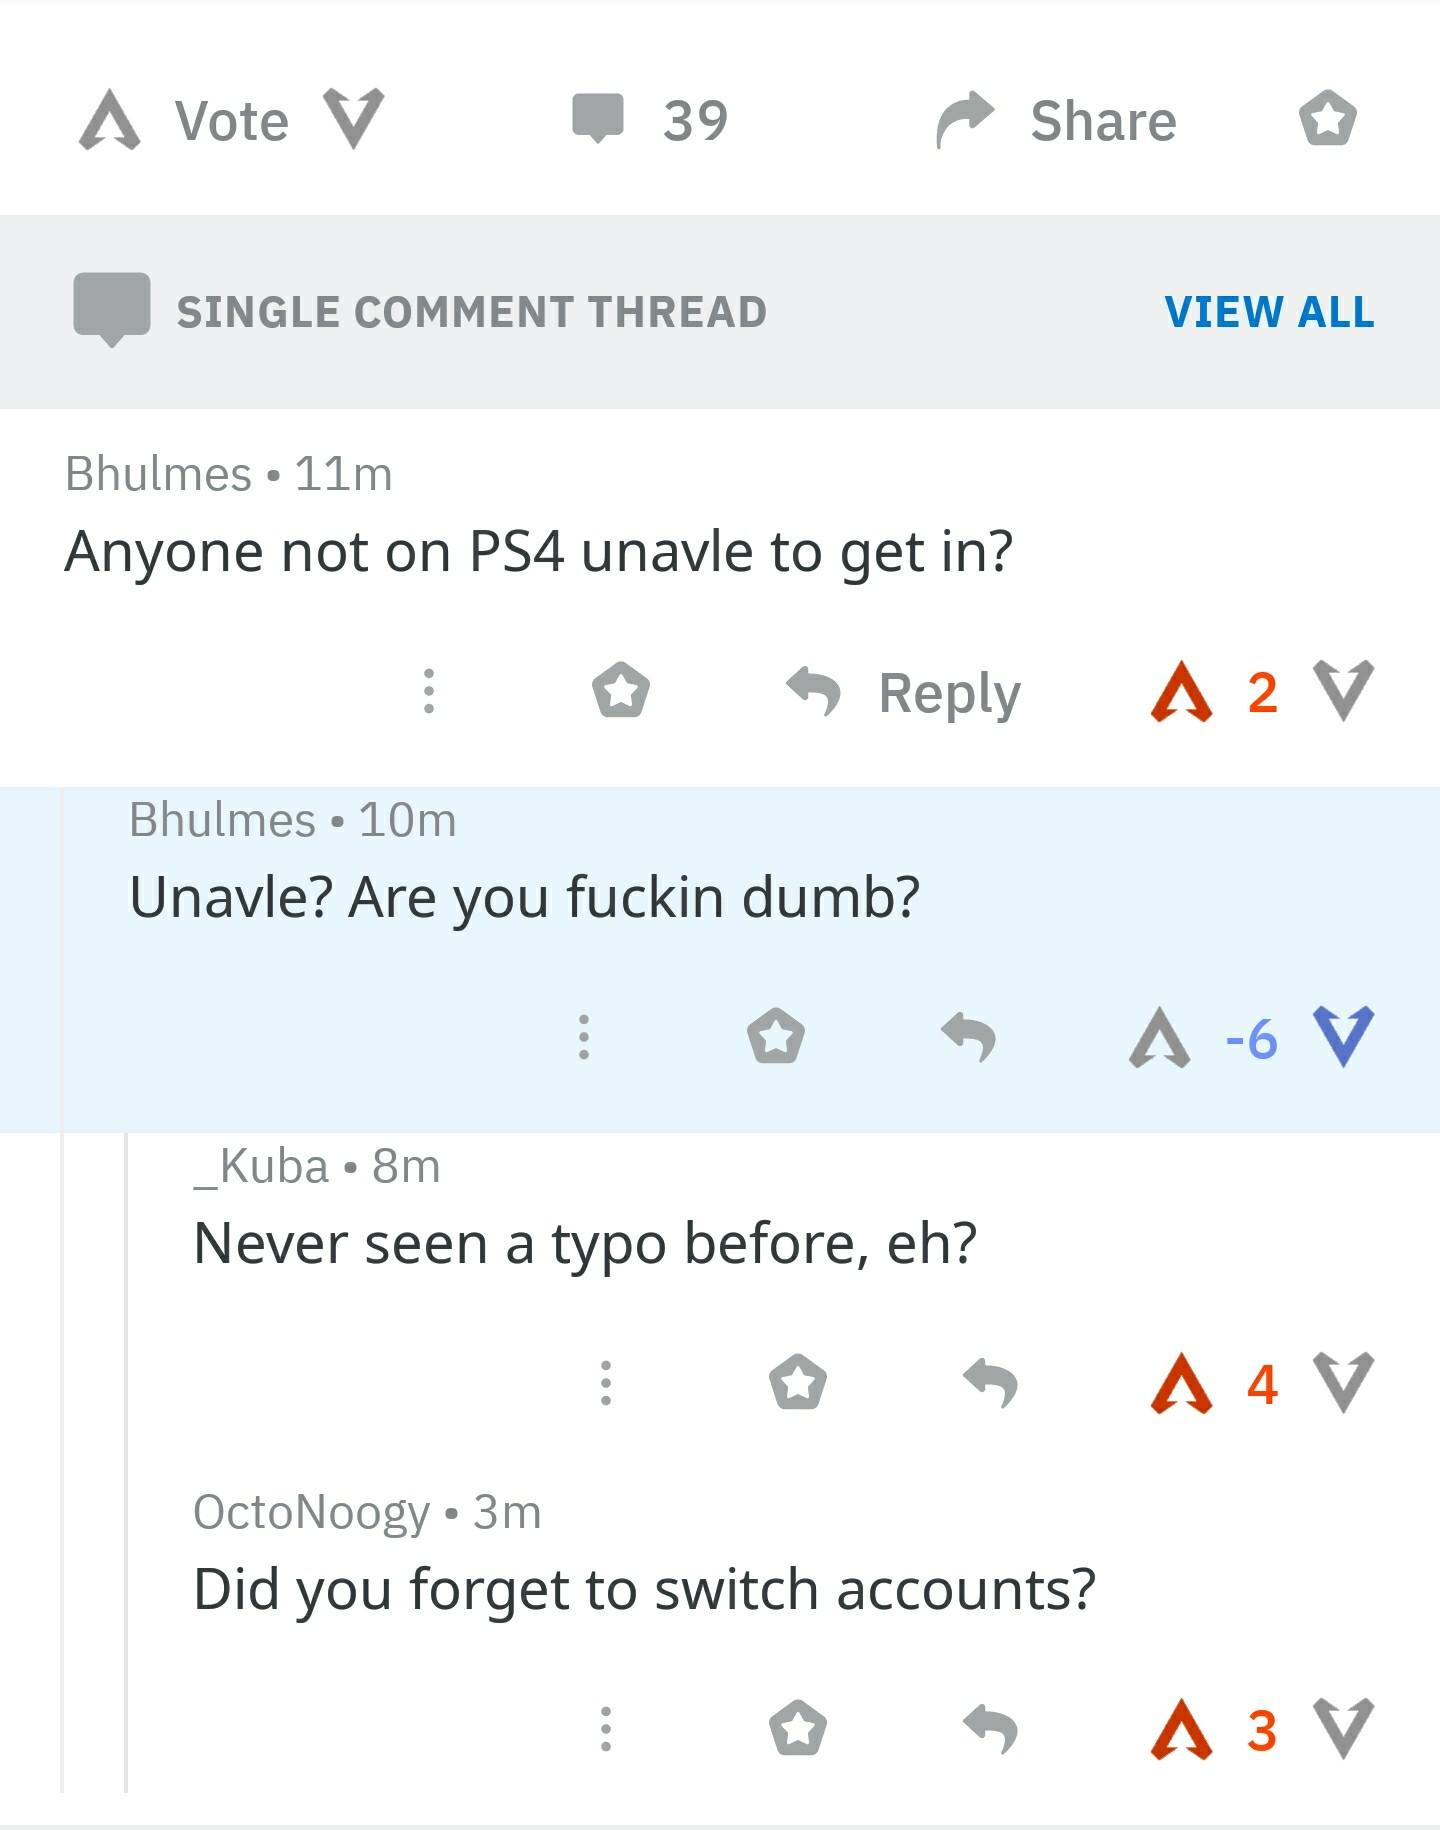 Vote 39 Share
SINGLE COMMENT THREAD VIEW ALL
Bhulmes • 11m
Anyone not on PS4 unavle to get in?
Reply 2
Bhulmes • 10m
Unavle? Are you fuckin dumb?
-6
_Kuba • 8m
Never seen a typo before, eh?
4
OctoNoogy • 3m
Did you forget to switch accounts?
3